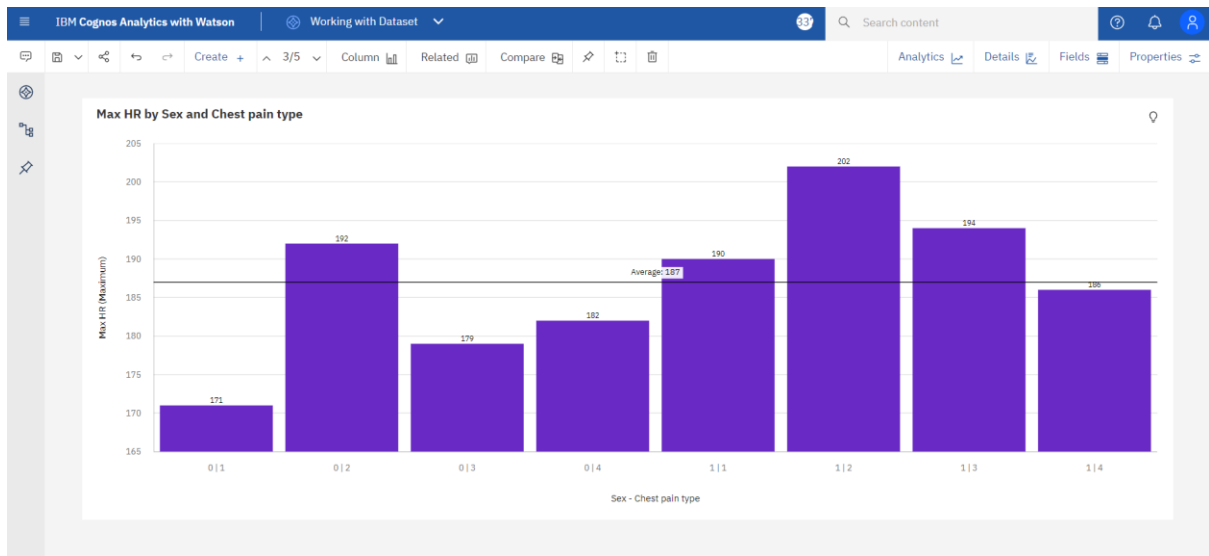 IBM Cognos Analytics with Watson
Working with Dataset
Search content
Create +
3/5
Column
Related
Compare
Analytics
Details
Fields
Properties
Max HR by Sex and Chest pain type
205
200
195
190
185
180
175
170
165
Max HR (Maximum)
171
192
179
182
190
202
194
186
Average: 187
0|1
0|2
0|3
0|4
1|1
1|2
1|3
1|4
Sex - Chest pain type